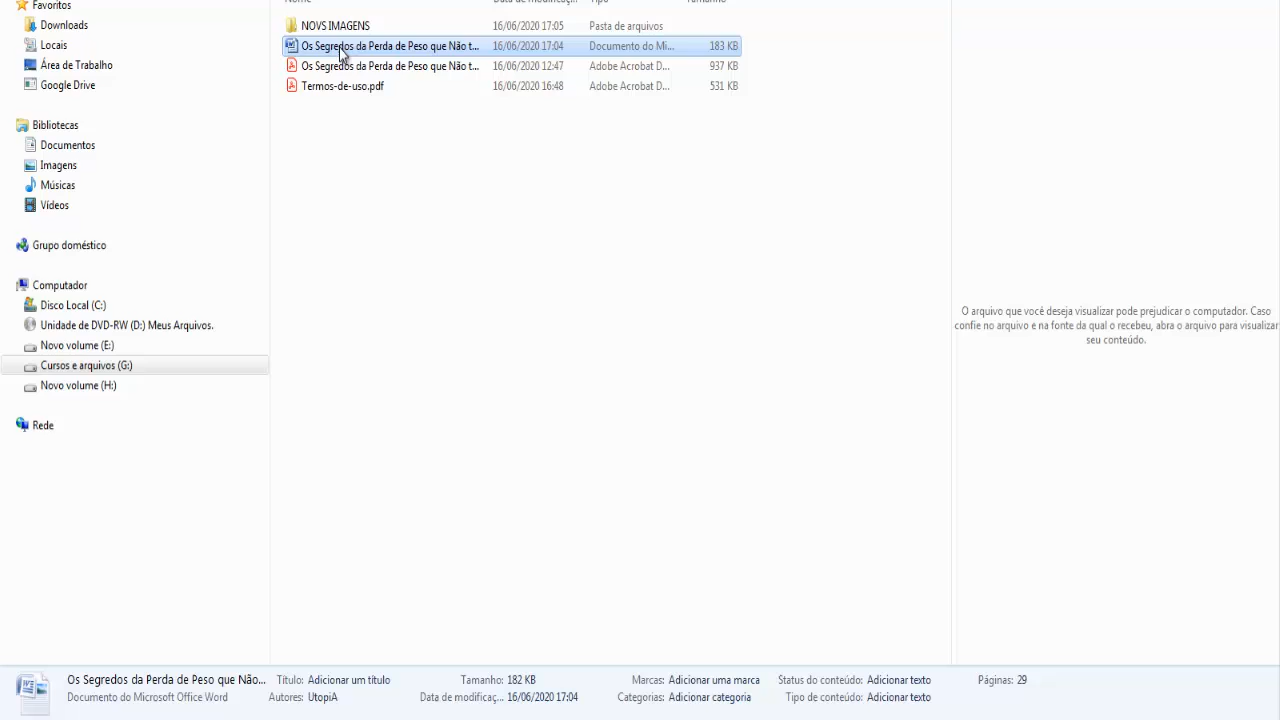 Favoritos
Downloads
Locais
Área de Trabalho
Google Drive
Bibliotecas
Documentos
Imagens
Músicas
Vídeos
Grupo doméstico
Computador
Disco Local (C:)
Unidade de DVD-RW (D:) Meus Arquivos.
Novo volume (E:)
Cursos e arquivos (G:)
Novo volume (H:)
Rede
Nome Data de modificaç... Tipo Tamanho
NOVS IMAGENS 16/06/2020 17:05 Pasta de arquivos
Os Segredos da Perda de Peso que Não t... 16/06/2020 17:04 Documento do Mi... 183 KB
Os Segredos da Perda de Peso que Não t... 16/06/2020 12:47 Adobe Acrobat D... 937 KB
Termos-de-uso.pdf 16/06/2020 16:48 Adobe Acrobat D... 531 KB
O arquivo que você deseja visualizar pode prejudicar o computador. Caso
confie no arquivo e na fonte da qual o recebeu, abra o arquivo para visualizar
seu conteúdo.
Os Segredos da Perda de Peso que Não... Título: Adicionar um título Tamanho: 182 KB Marcas: Adicionar uma marca Status do conteúdo: Adicionar texto Páginas: 29
Documento do Microsoft Office Word Autores: UtopiA Data de modificaç... 16/06/2020 17:04 Categorias: Adicionar categoria Tipo de conteúdo: Adicionar texto